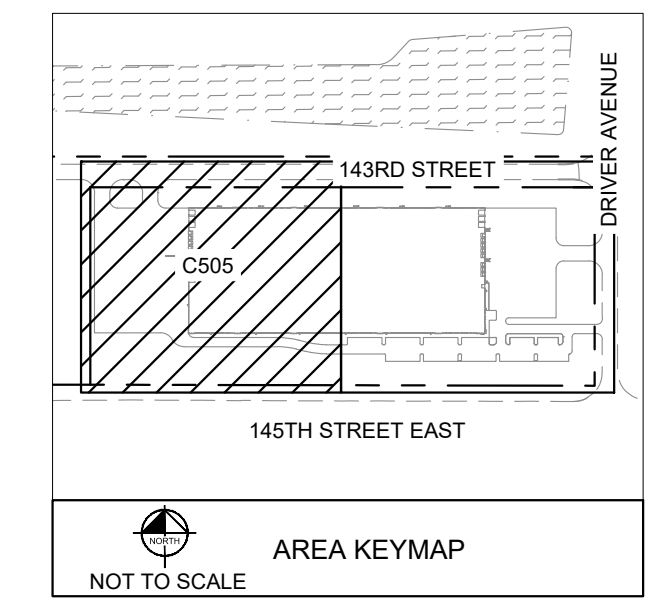 DRIVER AVENUE
143RD STREET
C505
145TH STREET EAST
NORTH
AREA KEYMAP
NOT TO SCALE